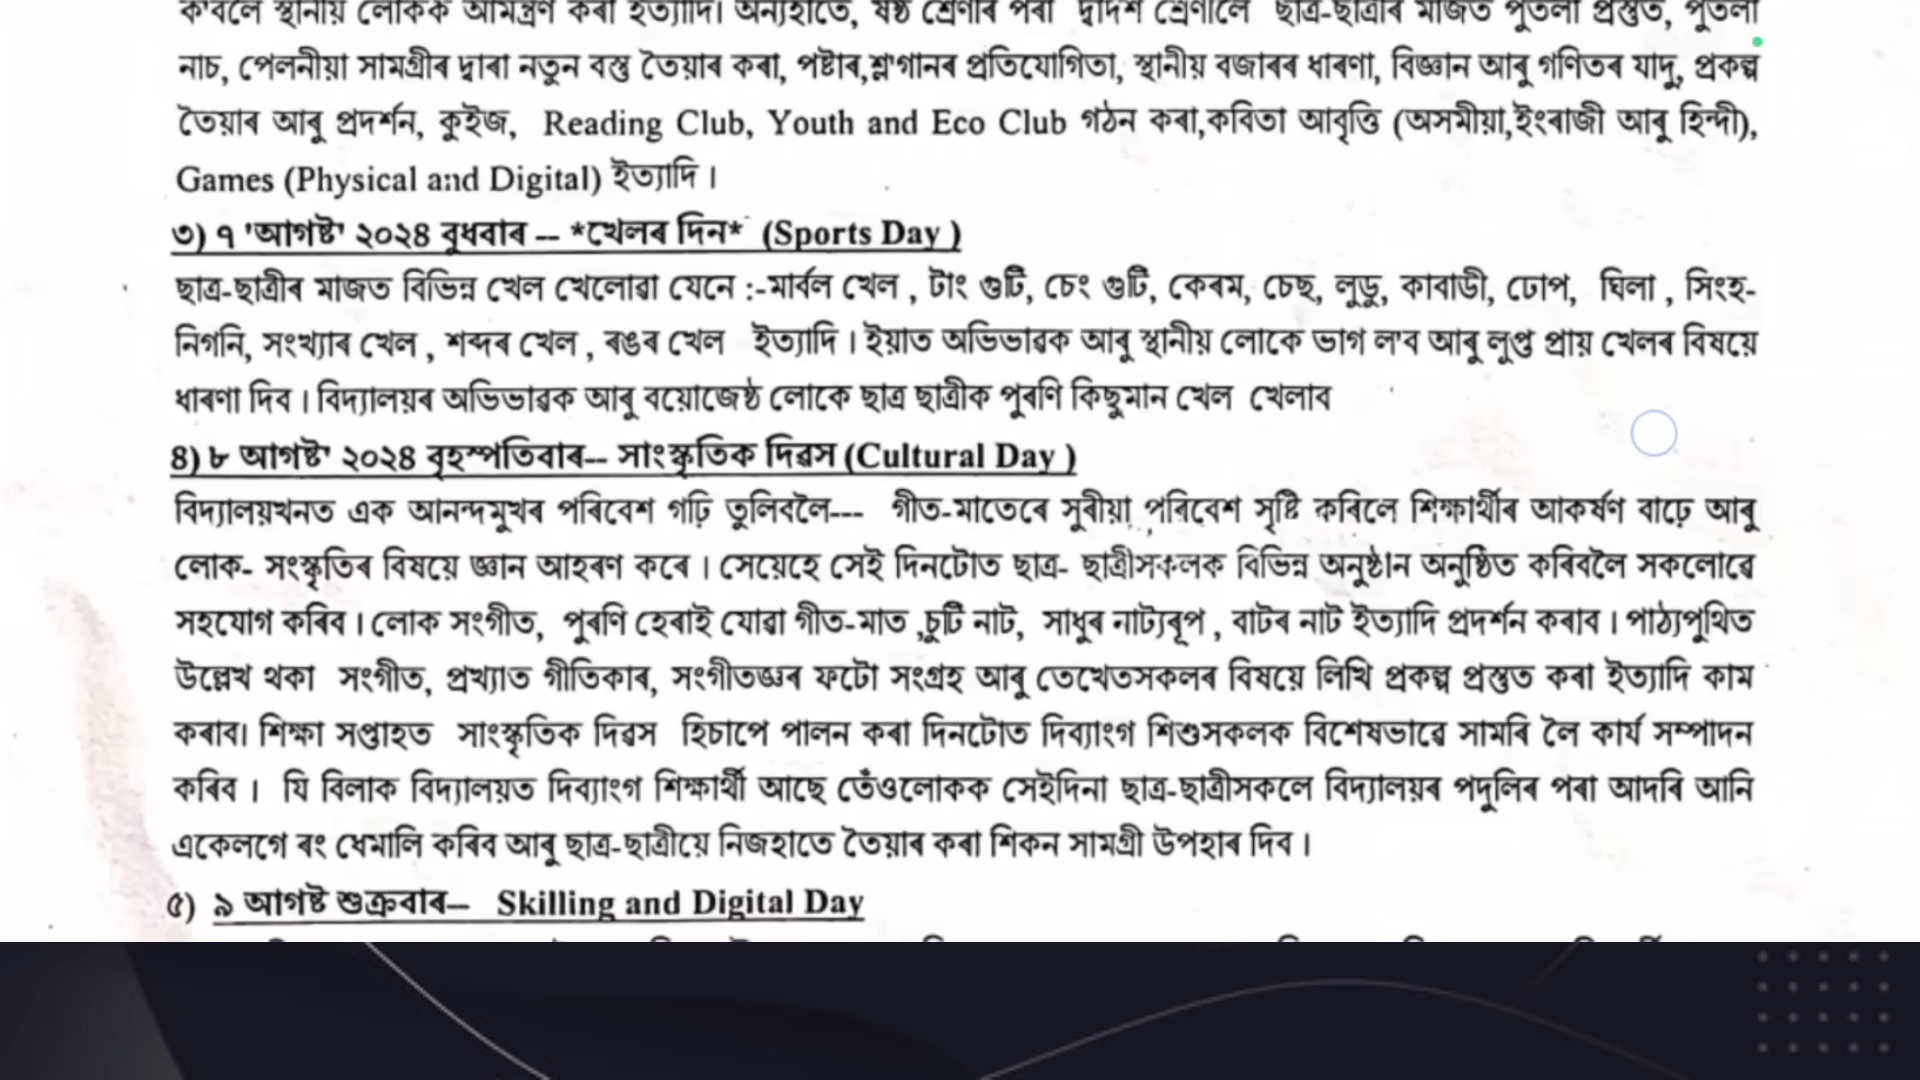 ক'বলৈ স্থানীয় লোকক আমন্ত্ৰণ কৰা ইত্যাদি। অন্যহাতে, ষষ্ঠ শ্ৰেণীৰ পৰা দ্বাদশ শ্ৰেণীলৈ ছাত্ৰ-ছাত্ৰীৰ মাজত পুতলা প্ৰস্তুত, পুতলা
নাচ, পেলনীয়া সামগ্ৰীৰ দ্বাৰা নতুন বস্তু তৈয়াৰ কৰা, পষ্টাৰ,শ্ল'গানৰ প্ৰতিযোগিতা, স্থানীয় বজাৰৰ ধাৰণা, বিজ্ঞান আৰু গণিতৰ যাদু, প্ৰকল্প
তৈয়াৰ আৰু প্ৰদৰ্শন, কুইজ, Reading Club, Youth and Eco Club গঠন কৰা,কবিতা আবৃত্তি (অসমীয়া,ইংৰাজী আৰু হিন্দী),
Games (Physical and Digital) ইত্যাদি ।
৩) ৭ 'আগষ্ট' ২০২৪ বুধবাৰ -- *খেলৰ দিন* (Sports Day )
ছাত্ৰ-ছাত্ৰীৰ মাজত বিভিন্ন খেল খেলোৱা যেনে :-মাৰ্বল খেল , টাং গুটি, চেং গুটি, কেৰম, চেছ, লুডু, কাবাডী, ঢোপ, ঘিলা , সিংহ-
নিগনি, সংখ্যাৰ খেল , শব্দৰ খেল , ৰঙৰ খেল ইত্যাদি । ইয়াত অভিভাৱক আৰু স্থানীয় লোকে ভাগ ল'ব আৰু লুপ্ত প্ৰায় খেলৰ বিষয়ে
ধাৰণা দিব । বিদ্যালয়ৰ অভিভাৱক আৰু বয়োজেষ্ঠ লোকে ছাত্ৰ ছাত্ৰীক পুৰণি কিছুমান খেল খেলাব
৪) ৮ আগষ্ট' ২০২৪ বৃহস্পতিবাৰ-- সাংস্কৃতিক দিৱস (Cultural Day )
বিদ্যালয়খনত এক আনন্দমুখৰ পৰিবেশ গঢ়ি তুলিবলৈ--- গীত-মাতেৰে সুৰীয়া পৰিবেশ সৃষ্টি কৰিলে শিক্ষাৰ্থীৰ আকৰ্ষণ বাঢ়ে আৰু
লোক- সংস্কৃতিৰ বিষয়ে জ্ঞান আহৰণ কৰে । সেয়েহে সেই দিনটোত ছাত্ৰ- ছাত্ৰীসকলক বিভিন্ন অনুষ্ঠান অনুষ্ঠিত কৰিবলৈ সকলোৱে
সহযোগ কৰিব । লোক সংগীত, পুৰণি হেৰাই যোৱা গীত-মাত ,চুটি নাট, সাধুৰ নাট্যৰূপ , বাটৰ নাট ইত্যাদি প্ৰদৰ্শন কৰাব । পাঠ্যপুথিত
উল্লেখ থকা সংগীত, প্ৰখ্যাত গীতিকাৰ, সংগীতজ্ঞৰ ফটো সংগ্ৰহ আৰু তেখেতসকলৰ বিষয়ে লিখি প্ৰকল্প প্ৰস্তুত কৰা ইত্যাদি কাম
কৰাব। শিক্ষা সপ্তাহত সাংস্কৃতিক দিৱস হিচাপে পালন কৰা দিনটোত দিব্যাংগ শিশুসকলক বিশেষভাৱে সামৰি লৈ কাৰ্য সম্পাদন
কৰিব । যি বিলাক বিদ্যালয়ত দিব্যাংগ শিক্ষাৰ্থী আছে তেঁওলোকক সেইদিনা ছাত্ৰ-ছাত্ৰীসকলে বিদ্যালয়ৰ পদুলিৰ পৰা আদৰি আনি
একেলগে ৰং ধেমালি কৰিব আৰু ছাত্ৰ-ছাত্ৰীয়ে নিজহাতে তৈয়াৰ কৰা শিকন সামগ্ৰী উপহাৰ দিব ।
৫) ৯ আগষ্ট শুক্ৰবাৰ– Skilling and Digital Day